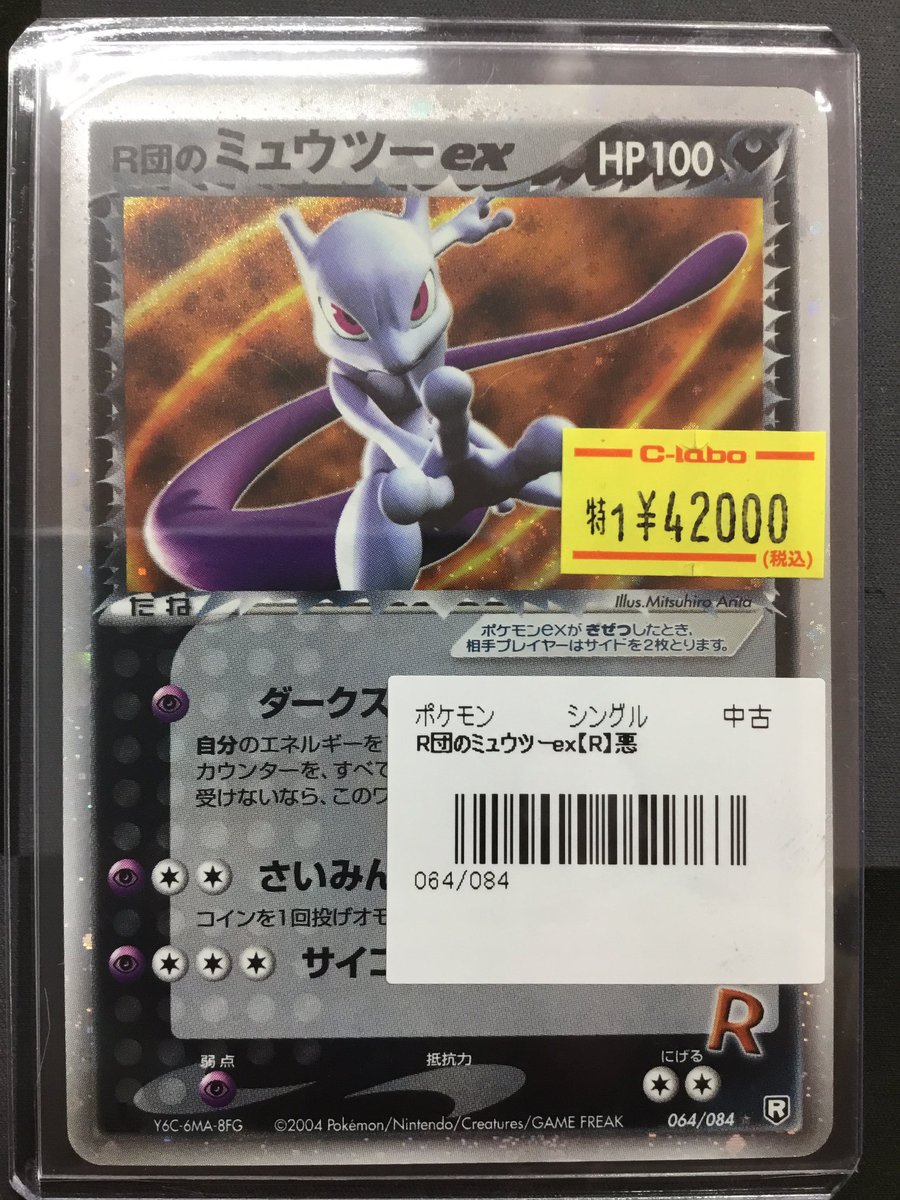 R団のミュウツーex HP100
C-labo
特1¥42000
(税込)
たね
Illus.Mitsuhiro Arita
ポケモンexが きぜつしたとき、
相手プレイヤーはサイドを2枚とります。
ダークス
自分のエネルギーを
カウンターを、すべて
受けないなら、このワ
さいみん
コインを1回投げオモ
サイコ
ポケモン シングル 中古
R団のミュウツーex【R】悪
064/084
R
弱点 抵抗力 にげる
Y6C-6MA-8FG ©2004 Pokémon/Nintendo/Creatures/GAME FREAK 064/084 R